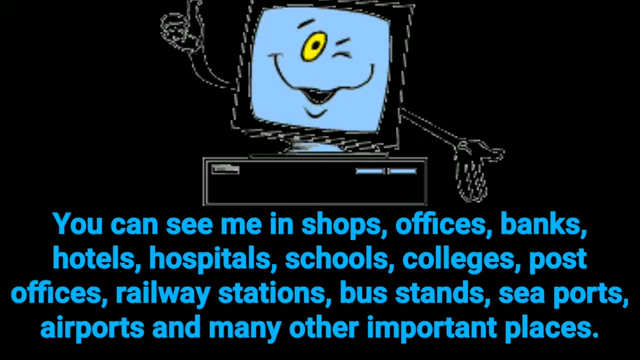 You can see me in shops, offices, banks,
hotels, hospitals, schools, colleges, post
offices, railway stations, bus stands, sea ports,
airports and many other important places.